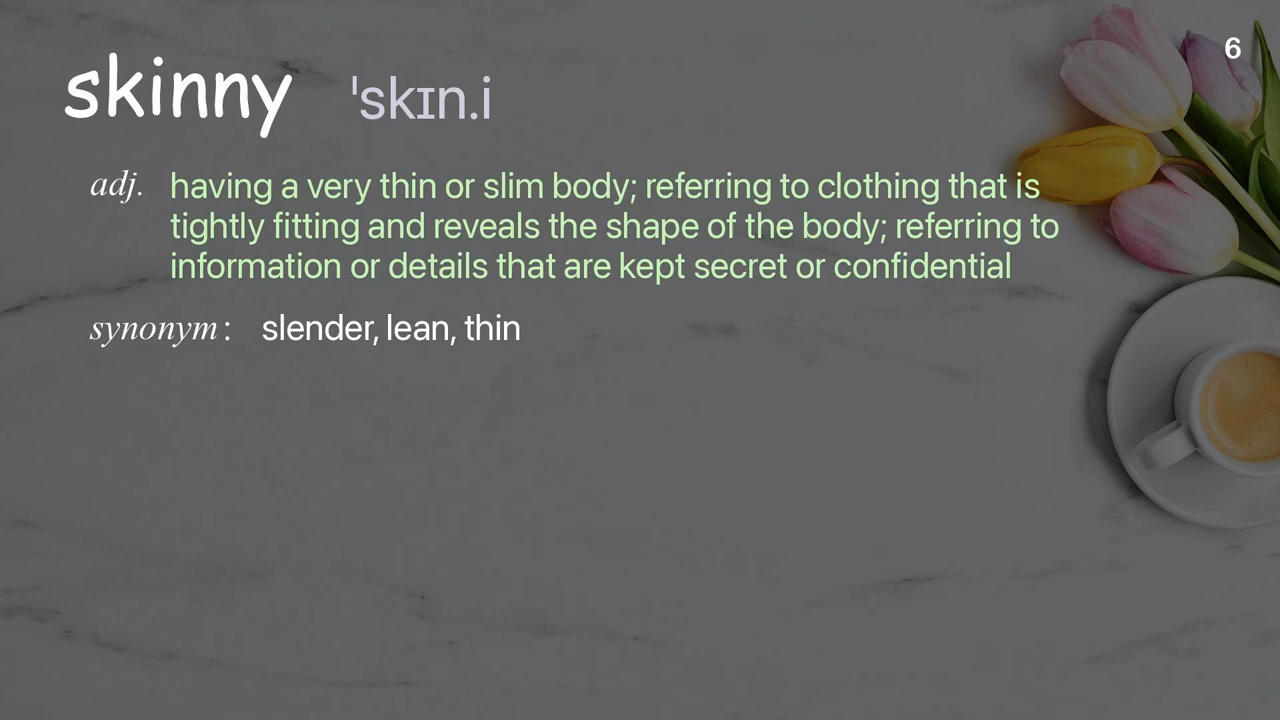 6
skinny ˈskɪn.i
adj. having a very thin or slim body; referring to clothing that is
tightly fitting and reveals the shape of the body; referring to
information or details that are kept secret or confidential
synonym: slender, lean, thin